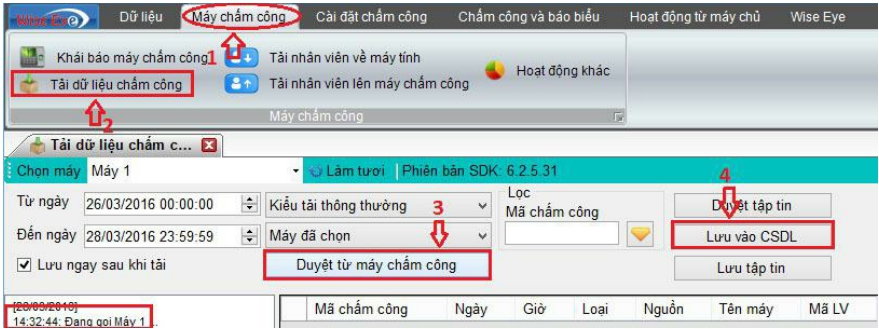 Wise Eye Dữ liệu Máy chấm công Cài đặt chấm công Chấm công và báo biểu Hoạt động từ máy chủ Wise Eye
Khái báo máy chấm công 1 Tải nhân viên về máy tính
Tải dữ liệu chấm công Tải nhân viên lên máy chấm công Hoạt động khác
2 Máy chấm công
Tải dữ liệu chấm c...
Chọn máy Máy 1 Làm tươi Phiên bản SDK: 6.2.5.31 4
Từ ngày 26/03/2016 00:00:00 Kiểu tải thông thường 3 Lọc Mã chấm công Duyệt tập tin
Đến ngày 28/03/2016 23:59:59 Máy đã chọn Lưu vào CSDL
Lưu ngay sau khi tải Duyệt từ máy chấm công Lưu tập tin
[28/03/2016] Mã chấm công Ngày Giờ Loại Nguồn Tên máy Mã LV
14:32:44: Đang gọi Máy 1 ...